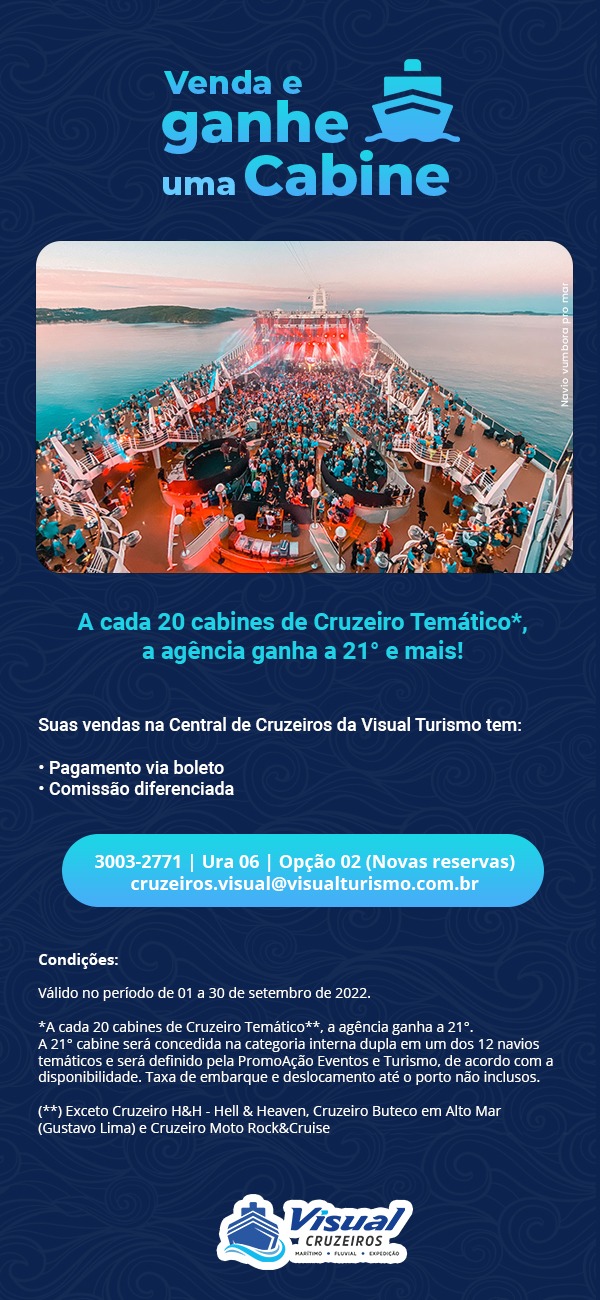 Venda e
ganhe
uma Cabine
Navio vumbora pro mar
A cada 20 cabines de Cruzeiro Temático*,
a agência ganha a 21° e mais!
Suas vendas na Central de Cruzeiros da Visual Turismo tem:
• Pagamento via boleto
• Comissão diferenciada
3003-2771 | Ura 06 | Opção 02 (Novas reservas)
cruzeiros.visual@visualturismo.com.br
Condições:
Válido no período de 01 a 30 de setembro de 2022.
*A cada 20 cabines de Cruzeiro Temático**, a agência ganha a 21°.
A 21° cabine será concedida na categoria interna dupla em um dos 12 navios
temáticos e será definido pela PromoAção Eventos e Turismo, de acordo com a
disponibilidade. Taxa de embarque e deslocamento até o porto não inclusos.
(**) Exceto Cruzeiro H&H - Hell & Heaven, Cruzeiro Buteco em Alto Mar
(Gustavo Lima) e Cruzeiro Moto Rock&Cruise
Visual
CRUZEIROS
MARÍTIMO • FLUVIAL • EXPEDIÇÃO